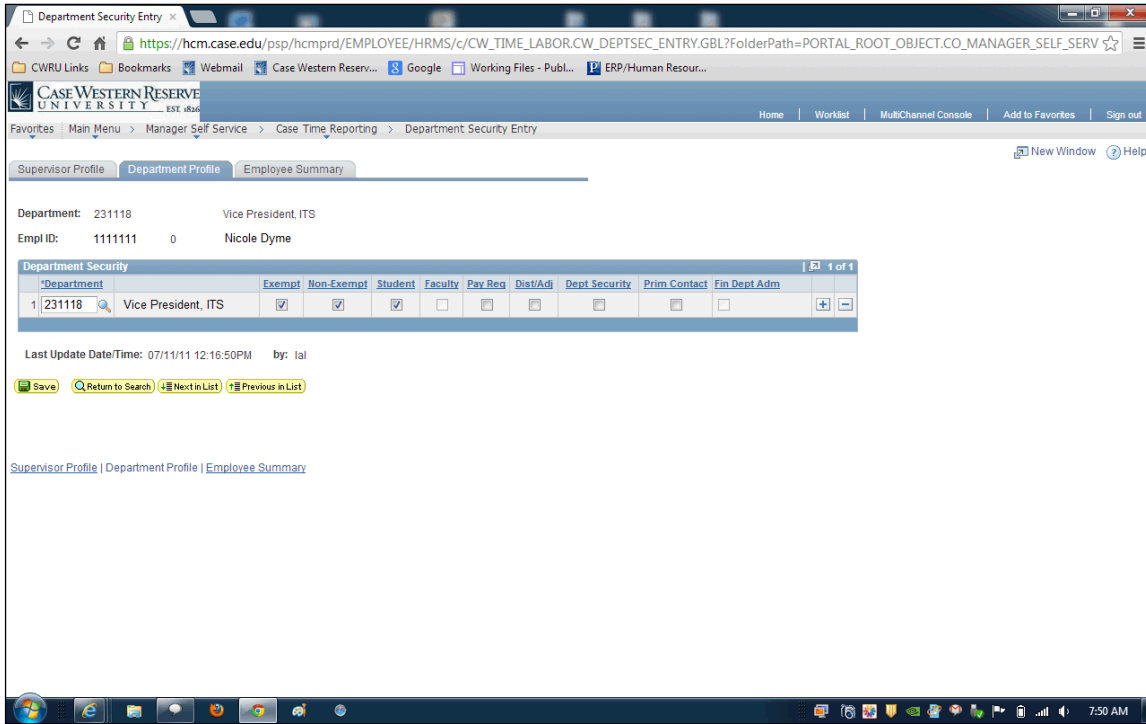 Department Security Entry
https://hcm.case.edu/psp/hcmprd/EMPLOYEE/HRMS/c/CW_TIME_LABOR.CW_DEPTSEC_ENTRY.GBL?FolderPath=PORTAL_ROOT_OBJECT.CO_MANAGER_SELF_SERV
CWRU Links Bookmarks Webmail Case Western Reserv... Google Working Files - Publ... ERP/Human Resour...
CASE WESTERN RESERVE
UNIVERSITY EST. 1826
Home | Worklist | MultiChannel Console | Add to Favorites | Sign out
Favorites | Main Menu > Manager Self Service > Case Time Reporting > Department Security Entry
New Window ? Help
Supervisor Profile Department Profile Employee Summary
Department: 231118 Vice President, ITS
Empl ID: 1111111 0 Nicole Dyme
Department Security | 1 of 1
*Department Exempt Non-Exempt Student Faculty Pay Req Dist/Adj Dept Security Prim Contact Fin Dept Adm
1 231118 Vice President, ITS + −
Last Update Date/Time: 07/11/11 12:16:50PM by: lal
Save Return to Search Next in List Previous in List
Supervisor Profile | Department Profile | Employee Summary
7:50 AM